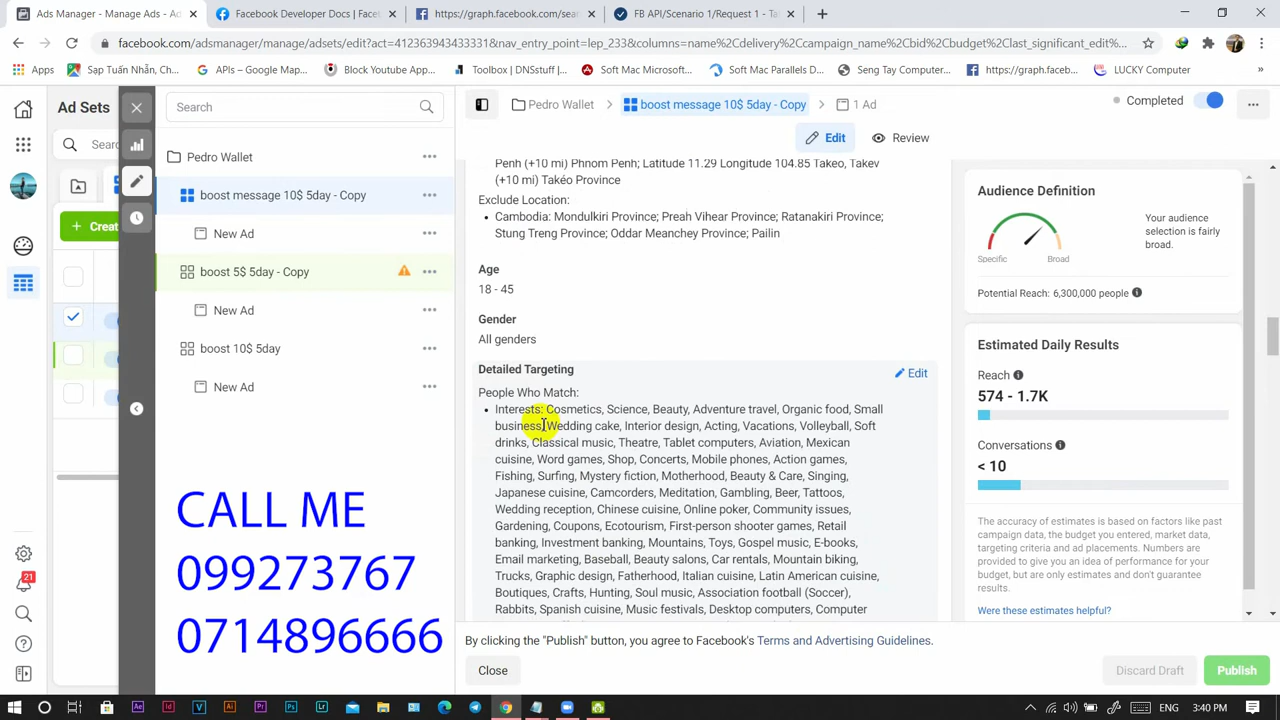 Ads Manager - Manage Ads - Ad
Facebook Developer Docs | Face
https://graph.facebook.com/sea
FB API/Scenario 1/Request 1 - Ta
facebook.com/adsmanager/manage/adsets/edit?act=412363943433331&nav_entry_point=lep_233&columns=name%2Cdelivery%2Ccampaign_name%2Cbid%2Cbudget%2Clast_significant_edit%...
Apps
Sạp Tuấn Nhẫn, Ch...
APIs – Google Map...
Block Youtube App...
Toolbox | DNSstuff,...
Soft Mac Microsoft...
Soft Mac Parallels D...
Seng Tay Computer...
https://graph.faceb...
LUCKY Computer
Ad Sets
Search
Pedro Wallet
boost message 10$ 5day - Copy
1 Ad
Completed
Searc
Edit
Review
Pedro Wallet
boost message 10$ 5day - Copy
+ Creat
New Ad
boost 5$ 5day - Copy
New Ad
boost 10$ 5day
New Ad
Penh (+10 mi) Phnom Penh; Latitude 11.29 Longitude 104.85 Takeo, Takev
(+10 mi) Takéo Province
Exclude Location:
Cambodia: Mondulkiri Province; Preah Vihear Province; Ratanakiri Province;
Stung Treng Province; Oddar Meanchey Province; Pailin
Age
18 - 45
Gender
All genders
Detailed Targeting
Edit
People Who Match:
Interests: Cosmetics, Science, Beauty, Adventure travel, Organic food, Small
business, Wedding cake, Interior design, Acting, Vacations, Volleyball, Soft
drinks, Classical music, Theatre, Tablet computers, Aviation, Mexican
cuisine, Word games, Shop, Concerts, Mobile phones, Action games,
Fishing, Surfing, Mystery fiction, Motherhood, Beauty & Care, Singing,
Japanese cuisine, Camcorders, Meditation, Gambling, Beer, Tattoos,
Wedding reception, Chinese cuisine, Online poker, Community issues,
Gardening, Coupons, Ecotourism, First-person shooter games, Retail
banking, Investment banking, Mountains, Toys, Gospel music, E-books,
Email marketing, Baseball, Beauty salons, Car rentals, Mountain biking,
Trucks, Graphic design, Fatherhood, Italian cuisine, Latin American cuisine,
Boutiques, Crafts, Hunting, Soul music, Association football (Soccer),
Rabbits, Spanish cuisine, Music festivals, Desktop computers, Computer
Audience Definition
Your audience
selection is fairly
broad.
Specific
Broad
Potential Reach: 6,300,000 people
Estimated Daily Results
Reach
574 - 1.7K
Conversations
< 10
The accuracy of estimates is based on factors like past
campaign data, the budget you entered, market data,
targeting criteria and ad placements. Numbers are
provided to give you an idea of performance for your
budget, but are only estimates and don't guarantee
results.
Were these estimates helpful?
CALL ME
099273767
0714896666
21
By clicking the "Publish" button, you agree to Facebook's Terms and Advertising Guidelines.
Close
Discard Draft
Publish
ENG
3:40 PM